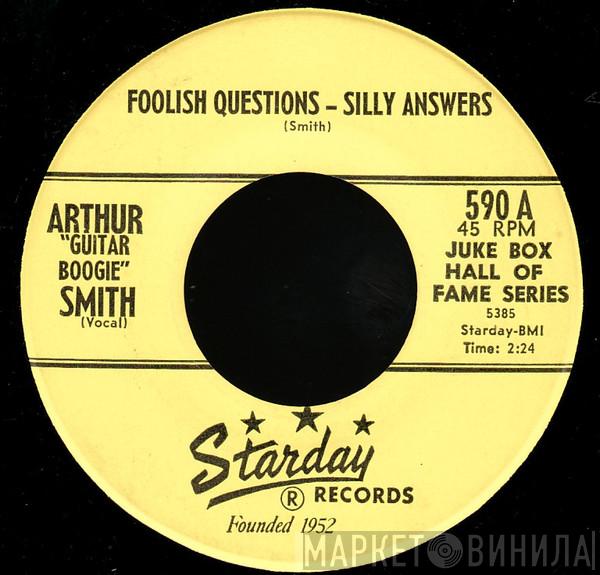 FOOLISH QUESTIONS – SILLY ANSWERS
(Smith)
ARTHUR
"GUITAR
BOOGIE"
SMITH
(Vocal)
590 A
45 RPM
JUKE BOX
HALL OF
FAME SERIES
5385
Starday-BMI
Time: 2:24
Starday
® RECORDS
Founded 1952
МАРКЕТ ВИНИЛА